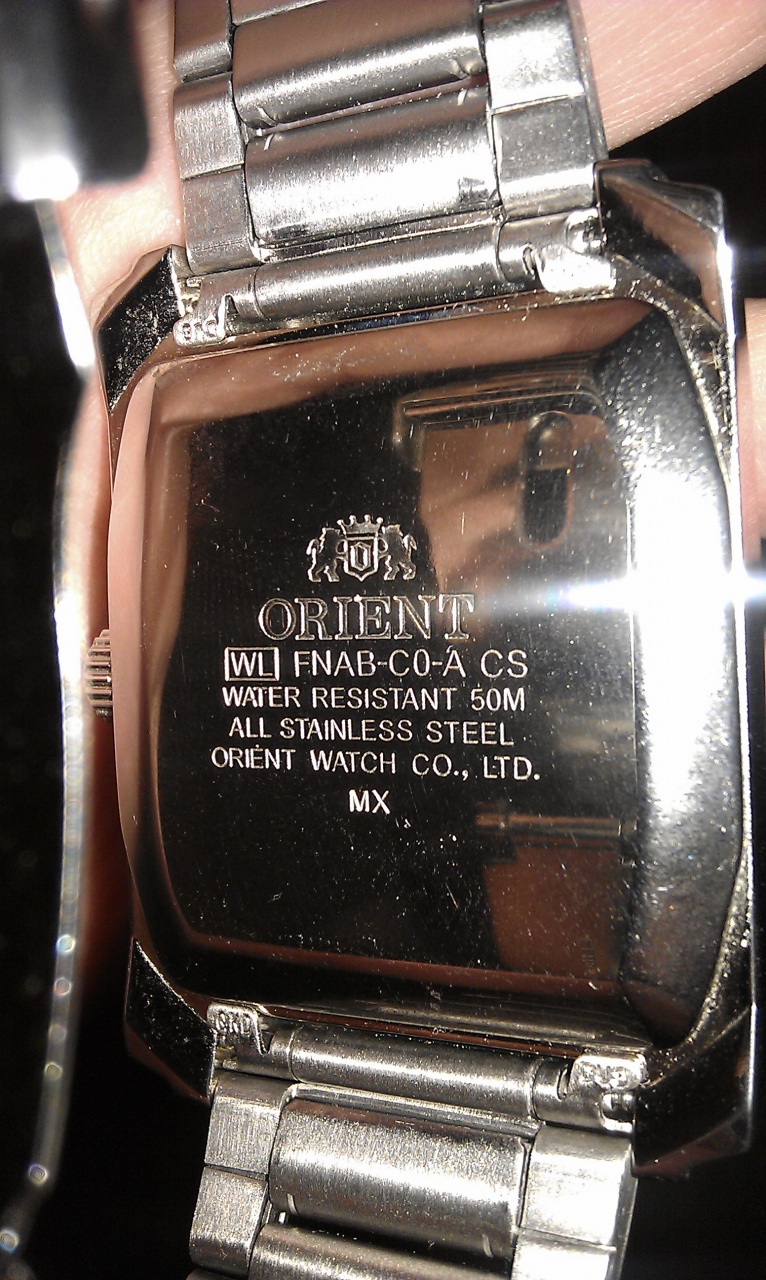 ORIENT
WL FNAB-C0-A CS
WATER RESISTANT 50M
ALL STAINLESS STEEL
ORIENT WATCH CO., LTD.
MX